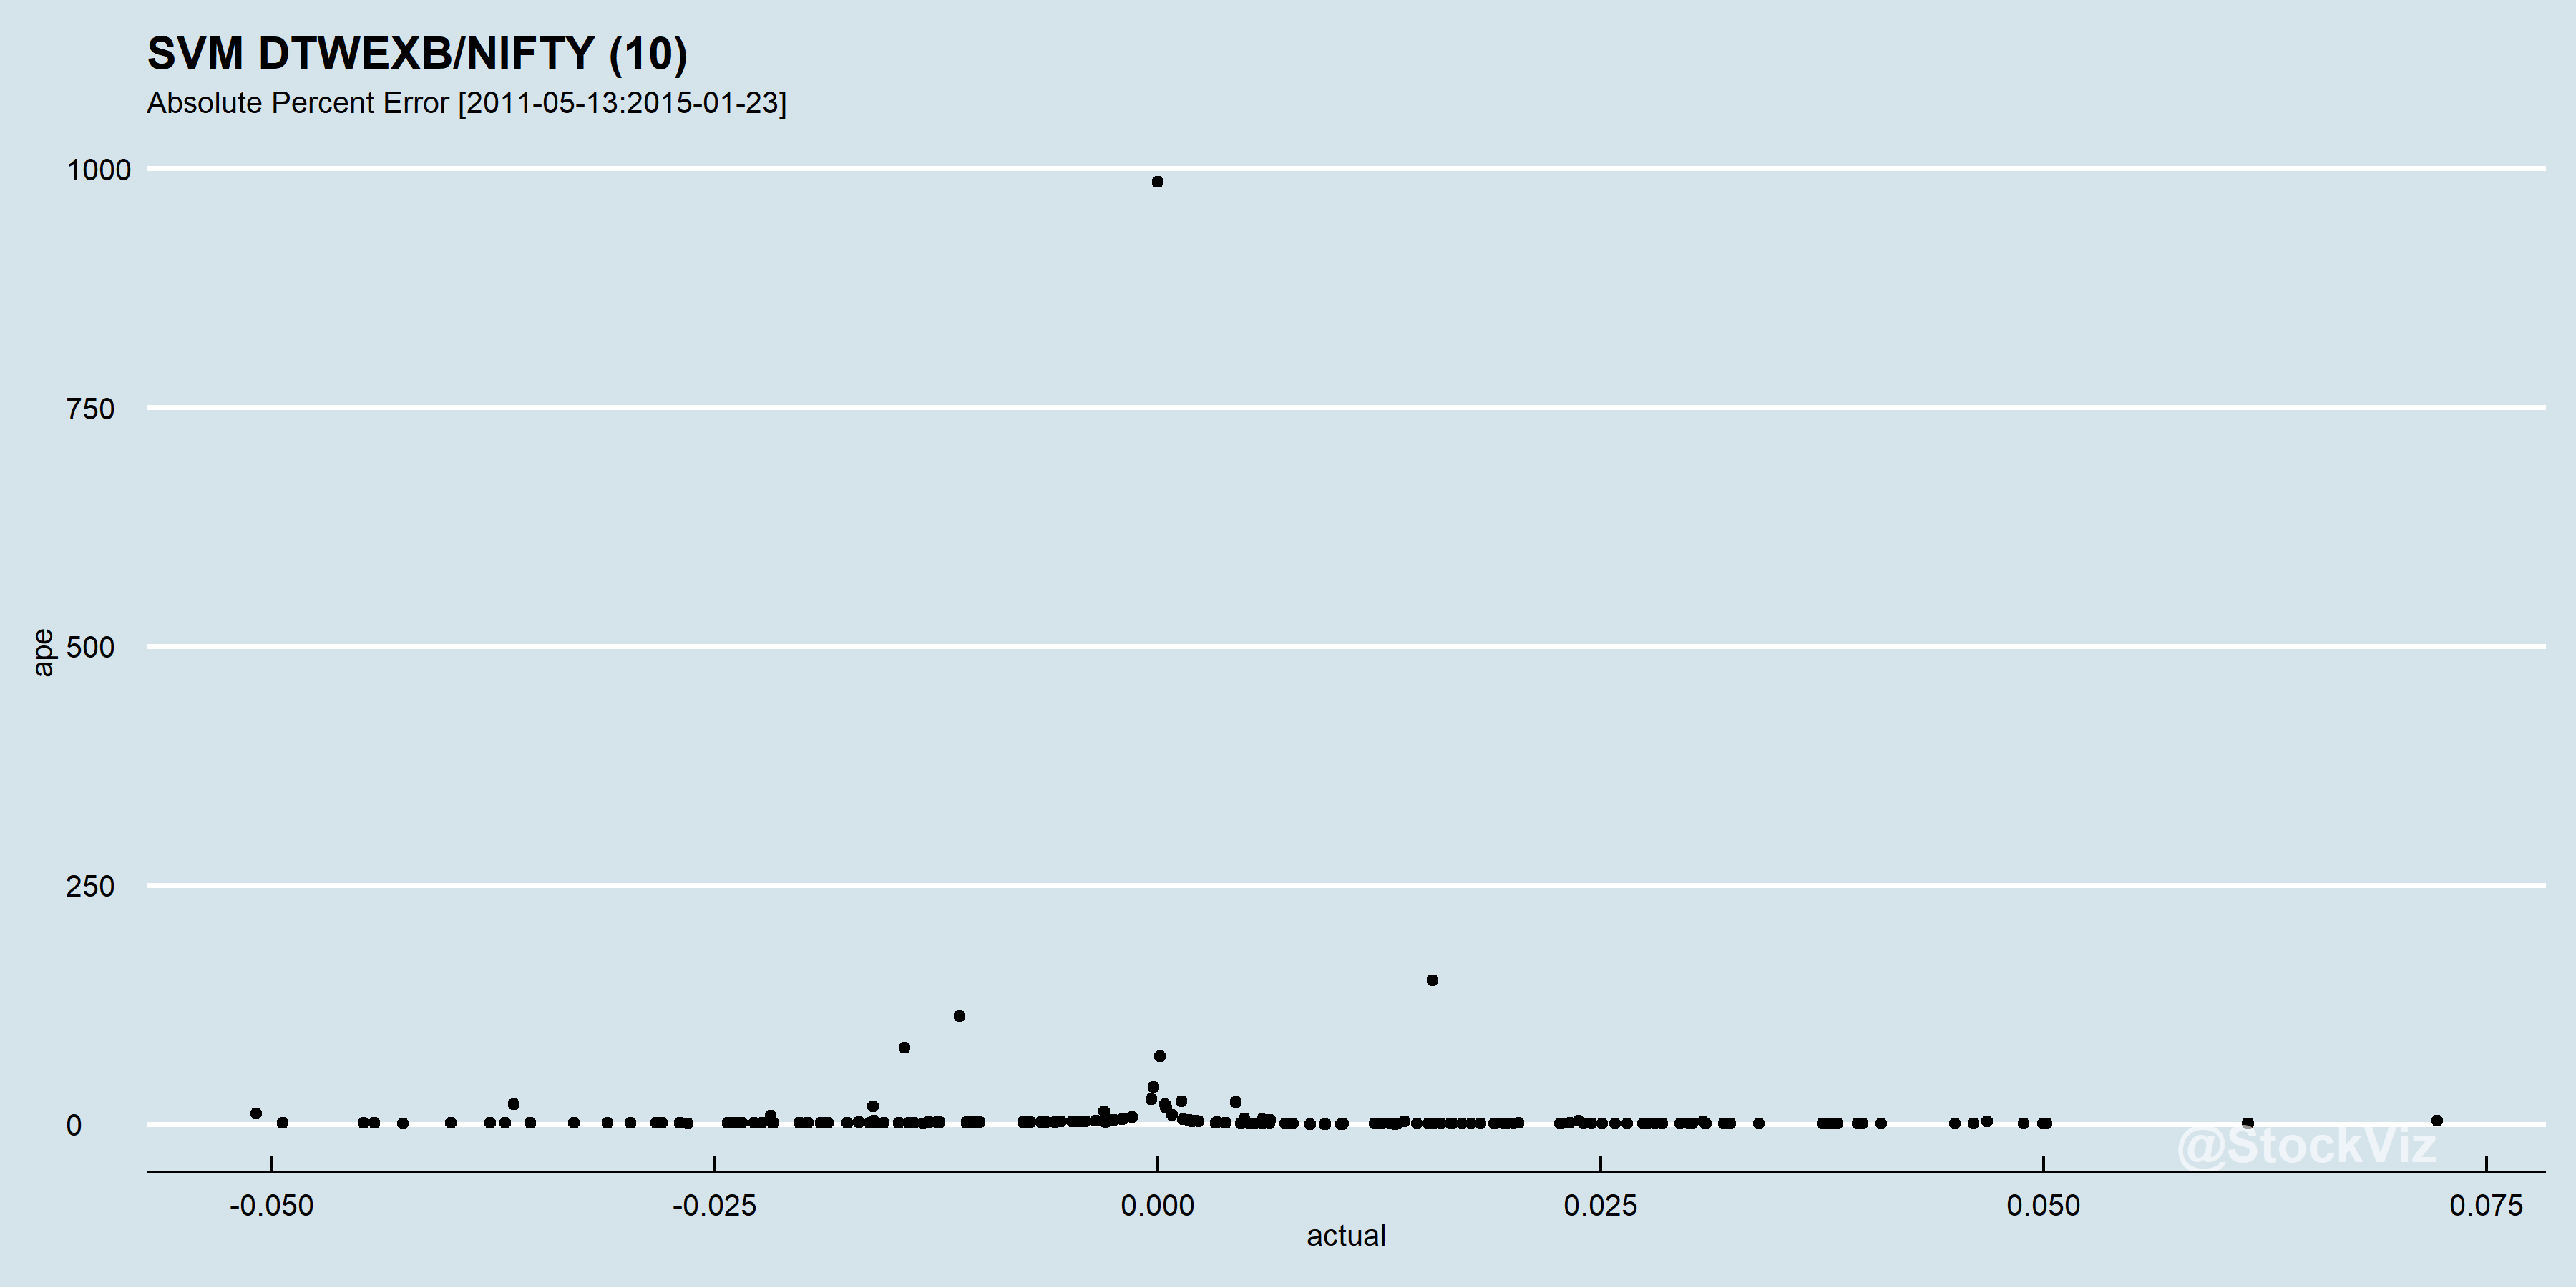 SVM DTWEXB/NIFTY (10)
Absolute Percent Error [2011-05-13:2015-01-23]
1000
750
500
250
0
ape
-0.050 -0.025 0.000 0.025 0.050 0.075
actual
@StockViz